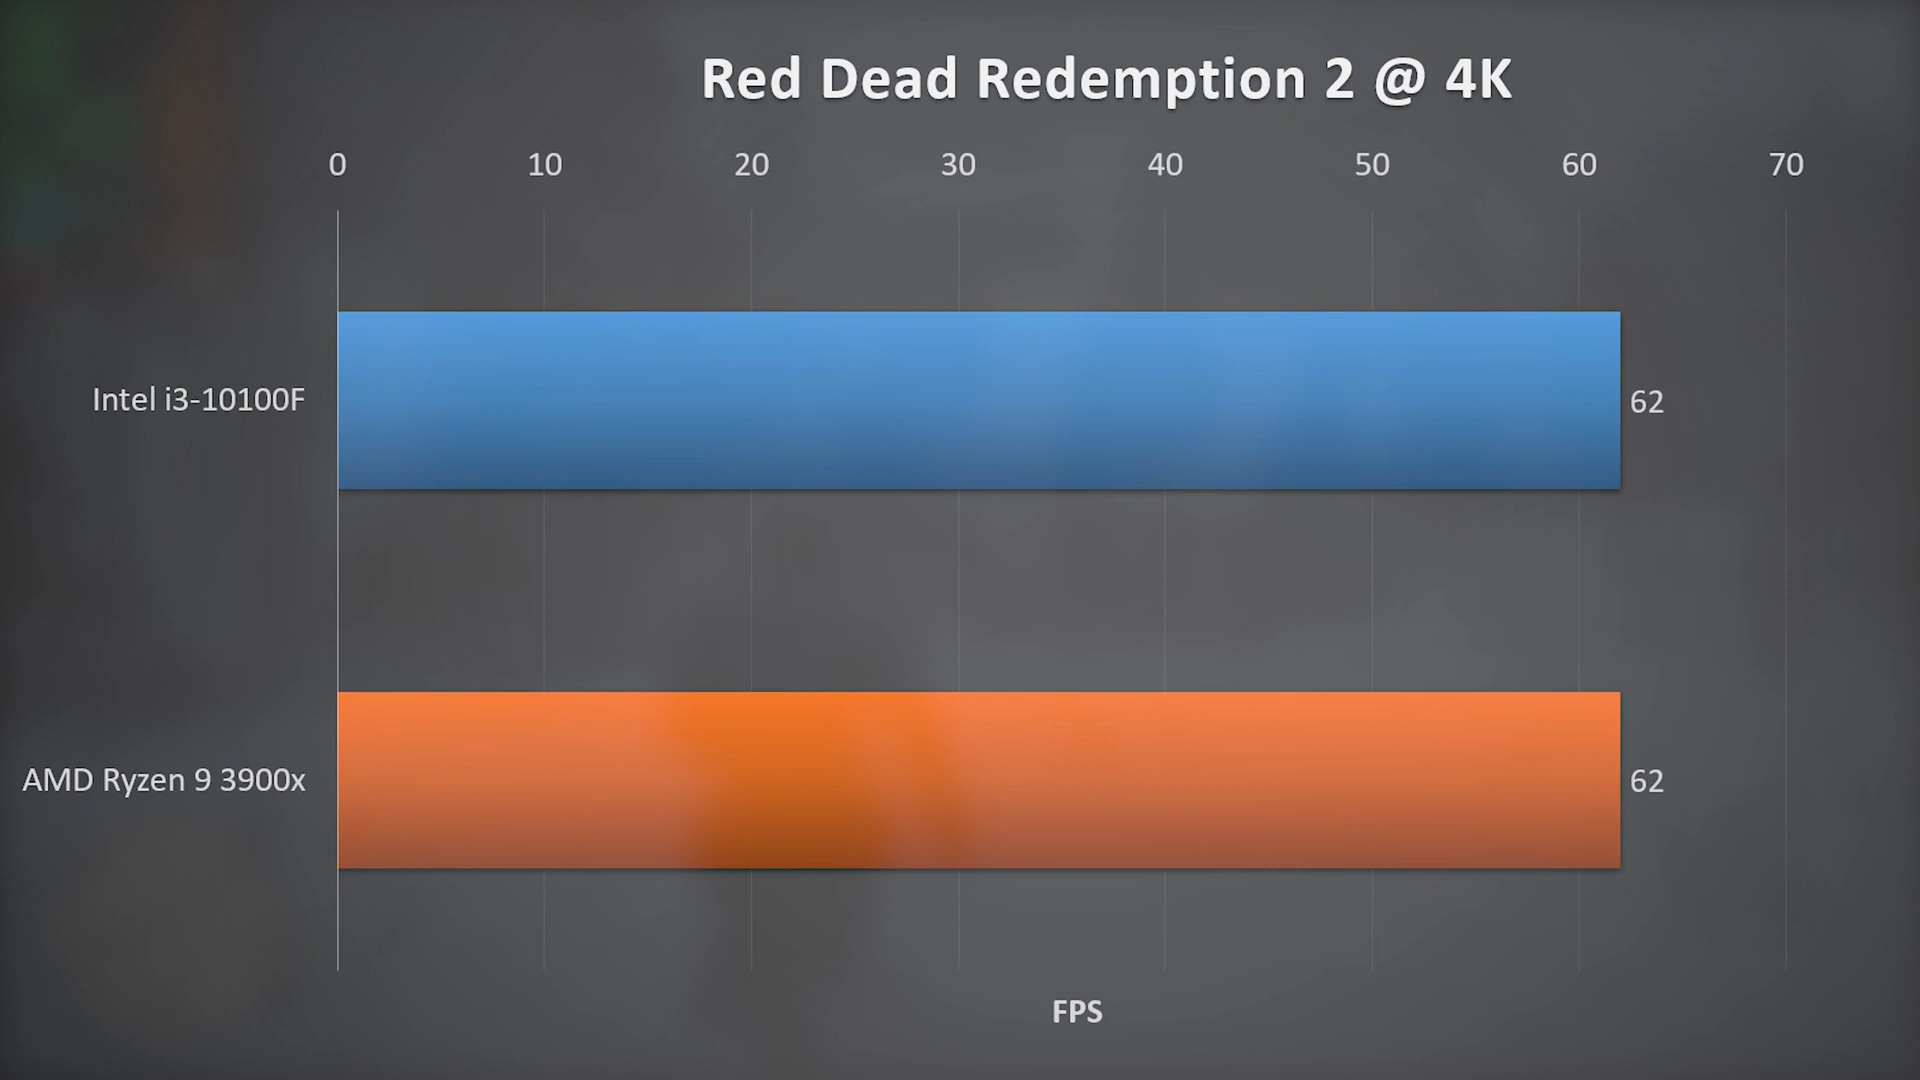 Red Dead Redemption 2 @ 4K
0 10 20 30 40 50 60 70
Intel i3-10100F 62
AMD Ryzen 9 3900x 62
FPS